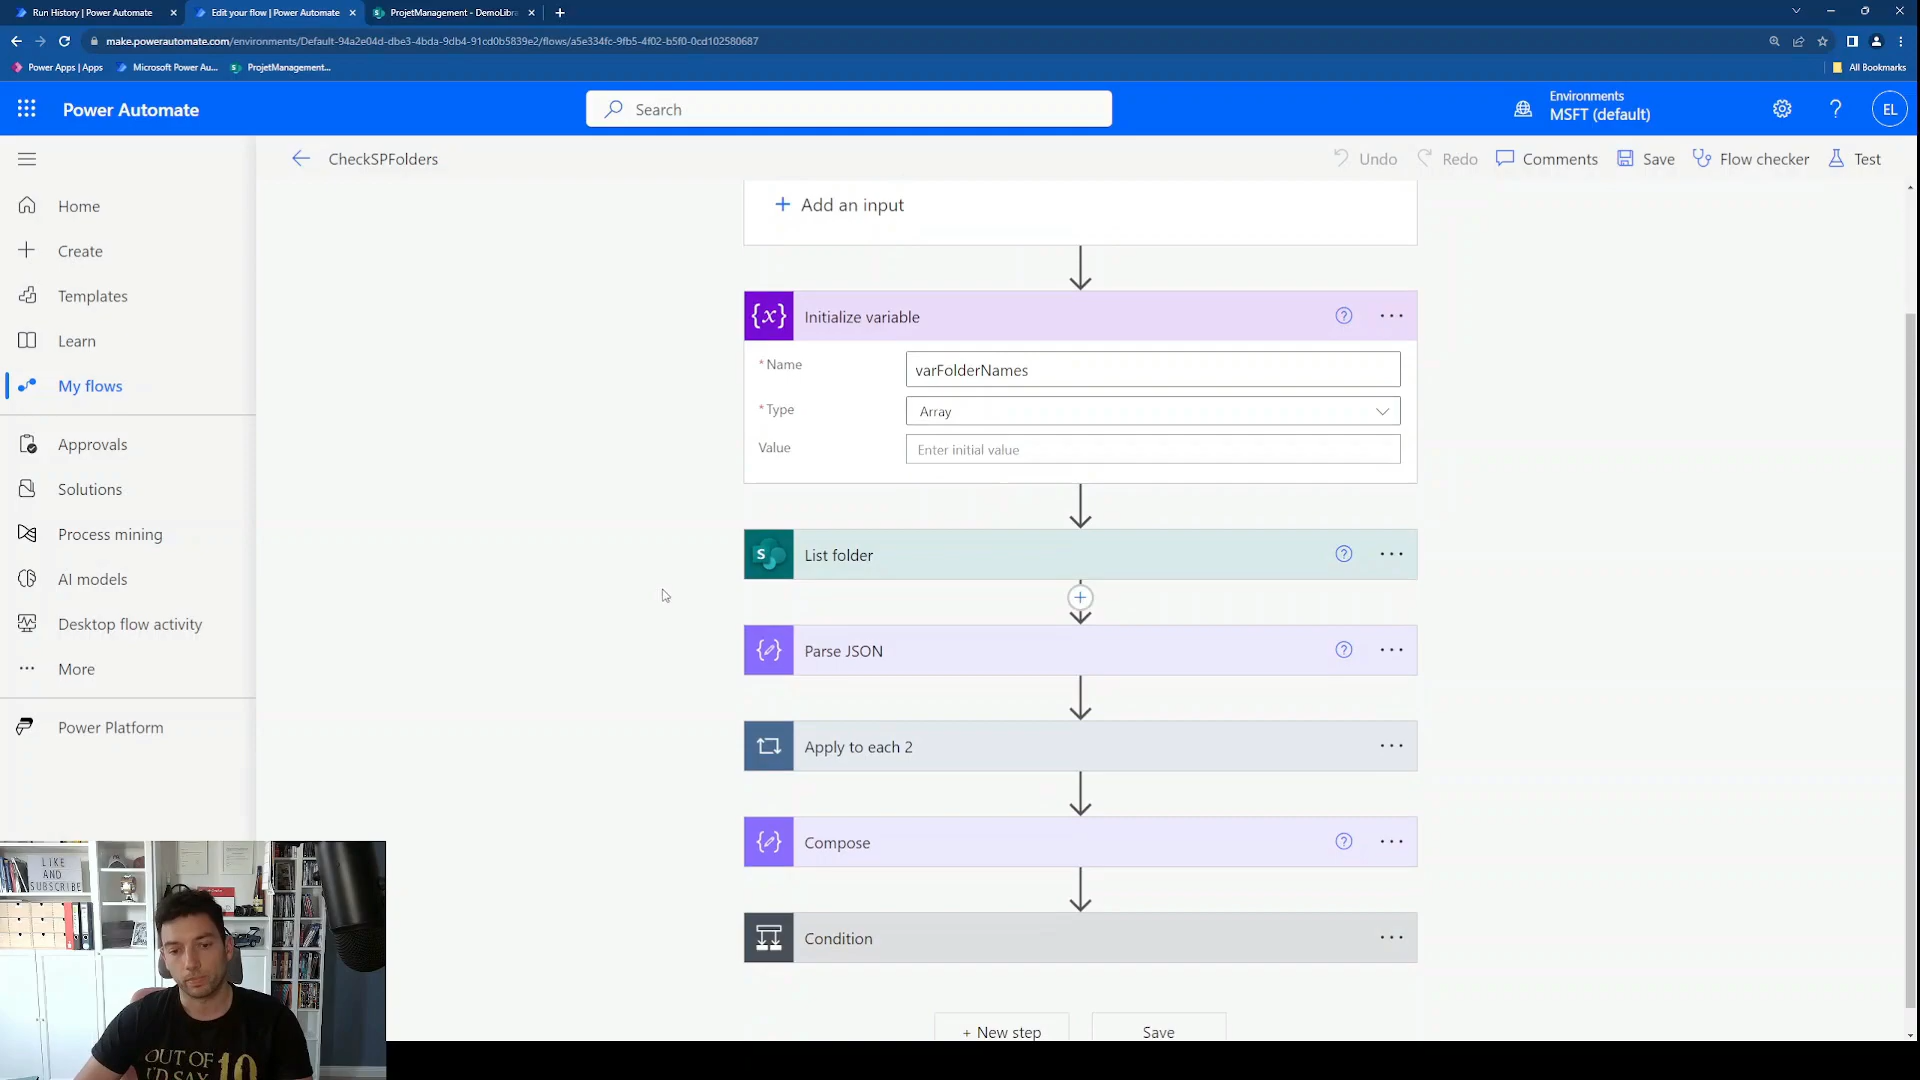 Run History | Power Automate
Edit your flow | Power Automate
ProjetManagement - DemoLibra
make.powerautomate.com/environments/Default-94a2e04d-dbe3-4bda-9db4-91cd0b5839e2/flows/a5e334fc-9fb5-4f02-b5f0-0cd102580687
Power Apps | Apps
Microsoft Power Au...
ProjetManagement...
All Bookmarks
Power Automate
Search
Environments
MSFT (default)
EL
CheckSPFolders
Undo
Redo
Comments
Save
Flow checker
Test
Home
Create
Templates
Learn
My flows
Approvals
Solutions
Process mining
AI models
Desktop flow activity
More
Power Platform
+ Add an input
{x}
Initialize variable
* Name
varFolderNames
* Type
Array
Value
Enter initial value
S
List folder
Parse JSON
Apply to each 2
Compose
Condition
+ New step
Save
LIKE
AND
SUBSCRIBE
OUT OF
I'D SAY
10